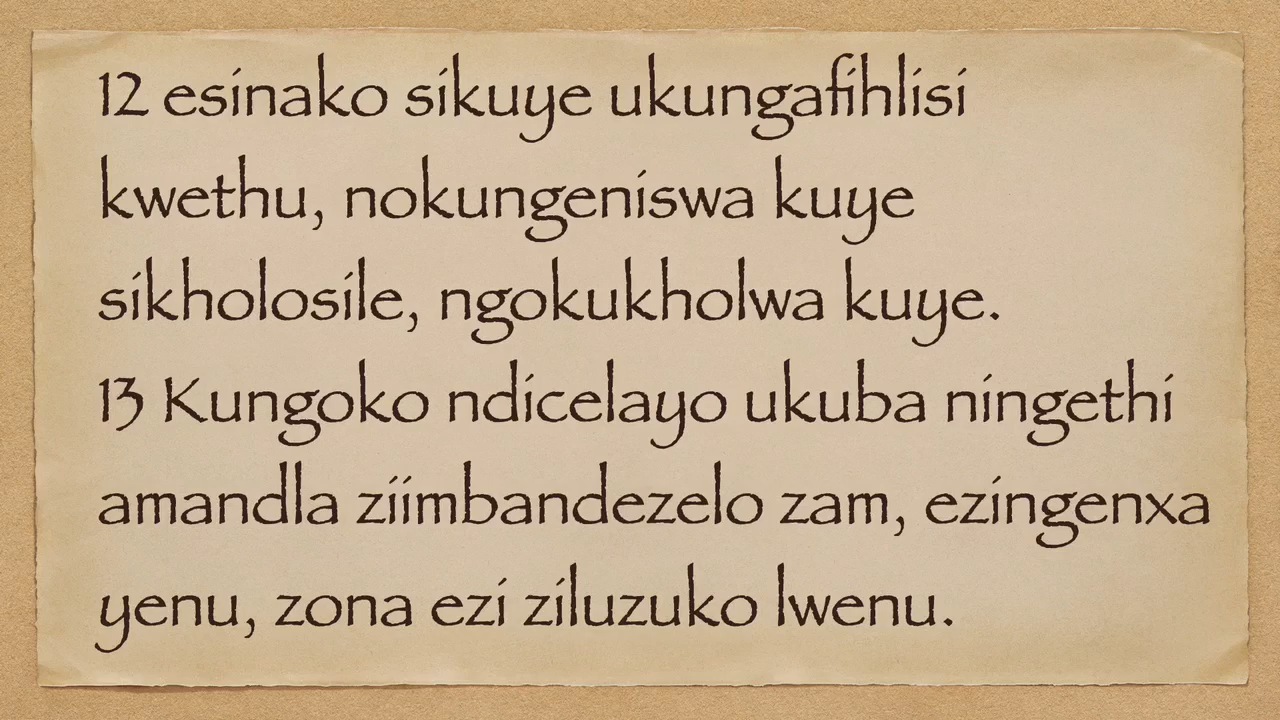 12 esinako sikuye ukungafihlisi
kwethu, nokungeniswa kuye
sikholosile, ngokukholwa kuye.
13 Kungoko ndicelayo ukuba ningethi
amandla ziimbandezelo zam, ezingenxa
yenu, zona ezi ziluzuko lwenu.